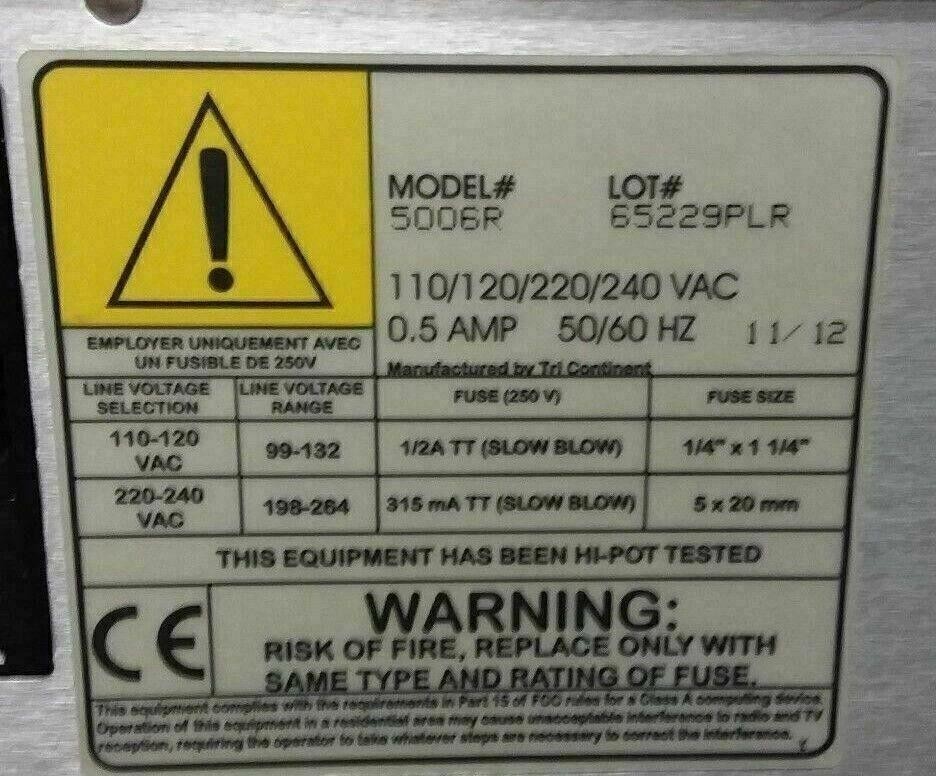 MODEL# LOT#
5006R 65229PLR
110/120/220/240 VAC
0.5 AMP 50/60 HZ 11/12
Manufactured by Tri Continent
EMPLOYER UNIQUEMENT AVEC
UN FUSIBLE DE 250V
LINE VOLTAGE SELECTION LINE VOLTAGE RANGE FUSE (250 V) FUSE SIZE
110-120 VAC 99-132 1/2A TT (SLOW BLOW) 1/4" x 1 1/4"
220-240 VAC 198-264 315 mA TT (SLOW BLOW) 5 x 20 mm
THIS EQUIPMENT HAS BEEN HI-POT TESTED
CE
WARNING:
RISK OF FIRE, REPLACE ONLY WITH
SAME TYPE AND RATING OF FUSE.
This equipment complies with the requirements in Part 15 of FCC rules for a Class A computing device.
Operation of this equipment in a residential area may cause unacceptable interference to radio and TV
reception, requiring the operator to take whatever steps are necessary to correct the interference.